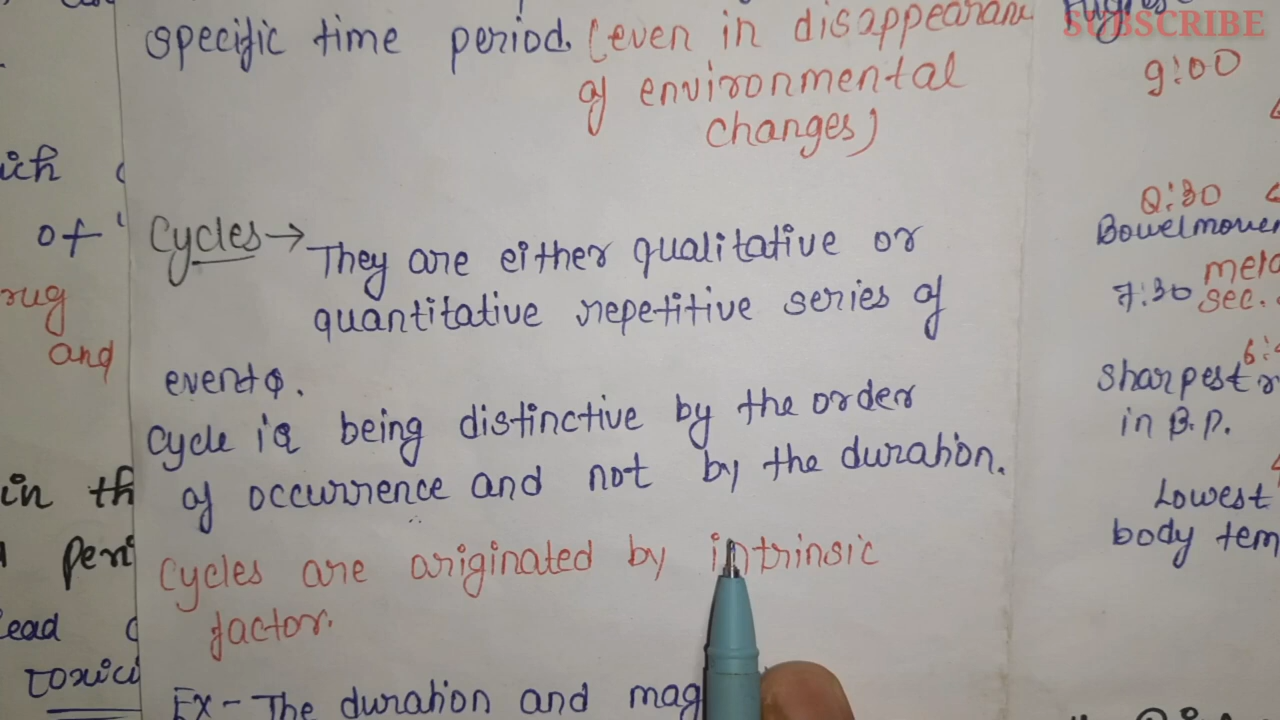 specific time period. (even in disappearan
of environmental
changes)
Cycles → They are either qualitative or
quantitative repetitive series of
events.
Cycle is being distinctive by the order
of occurrence and not by the duration.
Cycles are originated by intrinsic
factor.
Ex - The duration and mag
ich
of
rug
and
in th
peri
ead
toxici
SUBSCRIBE
9:00
Bowelmove
7:30
sec.
Sharpest
in B.P.
Lowest
body tem